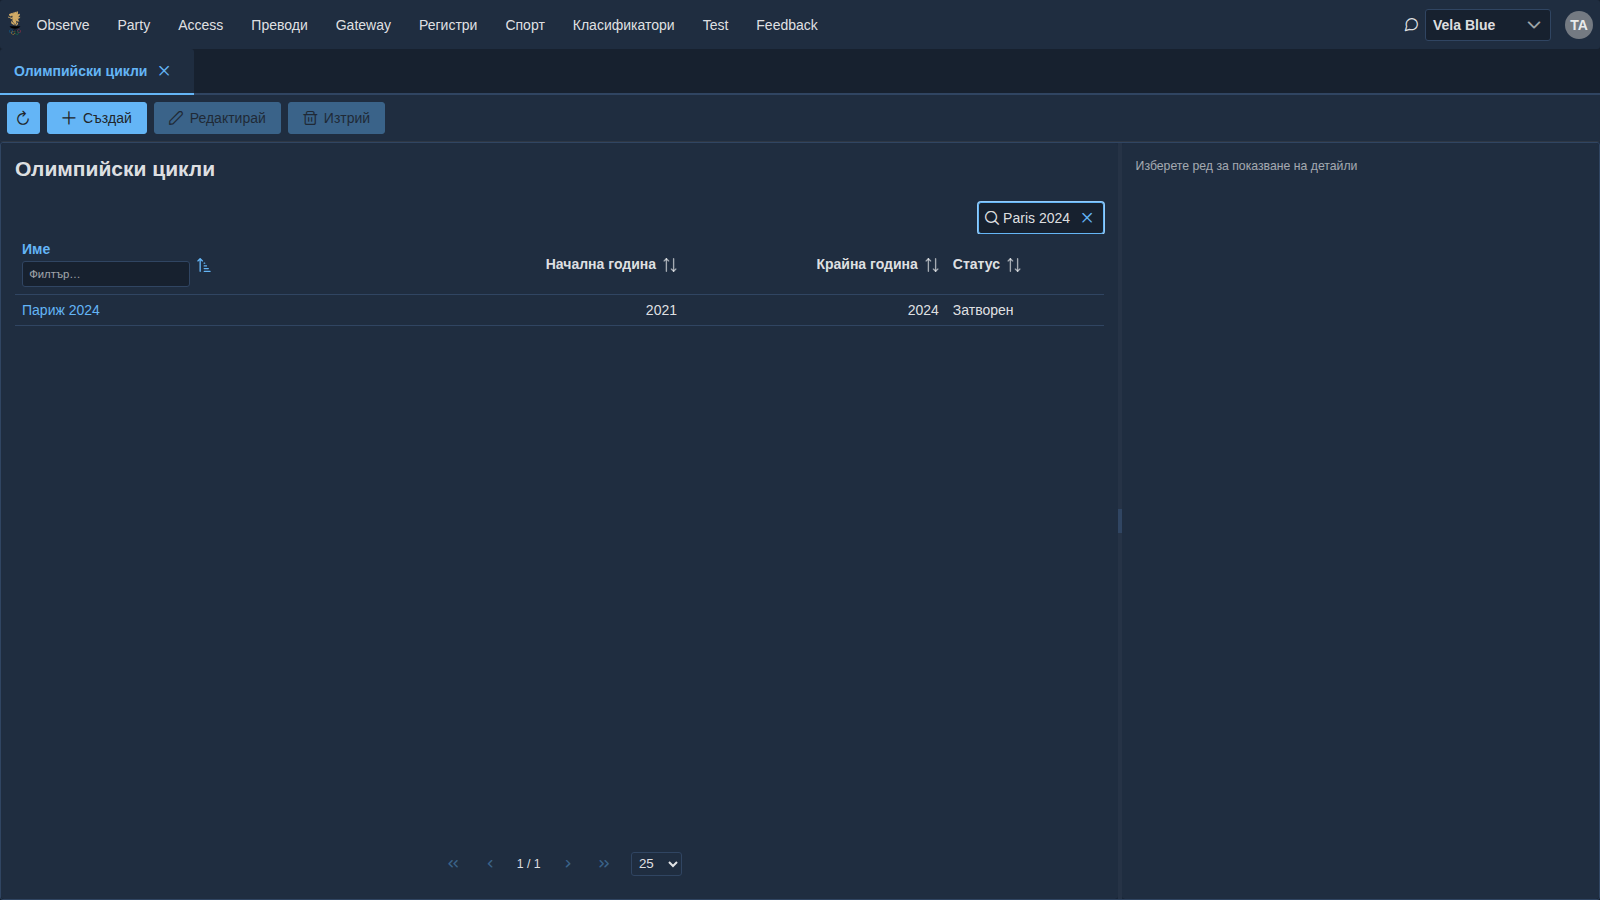 Observe Party Access Преводи Gateway Регистри Спорт Класификатори Test Feedback Vela Blue TA
Олимпийски цикли
Създай Редактирай Изтрий
Олимпийски цикли
Изберете ред за показване на детайли
Paris 2024
Име
Филтър...
Начална година Крайна година Статус
Париж 2024 2021 2024 Затворен
1 / 1 25